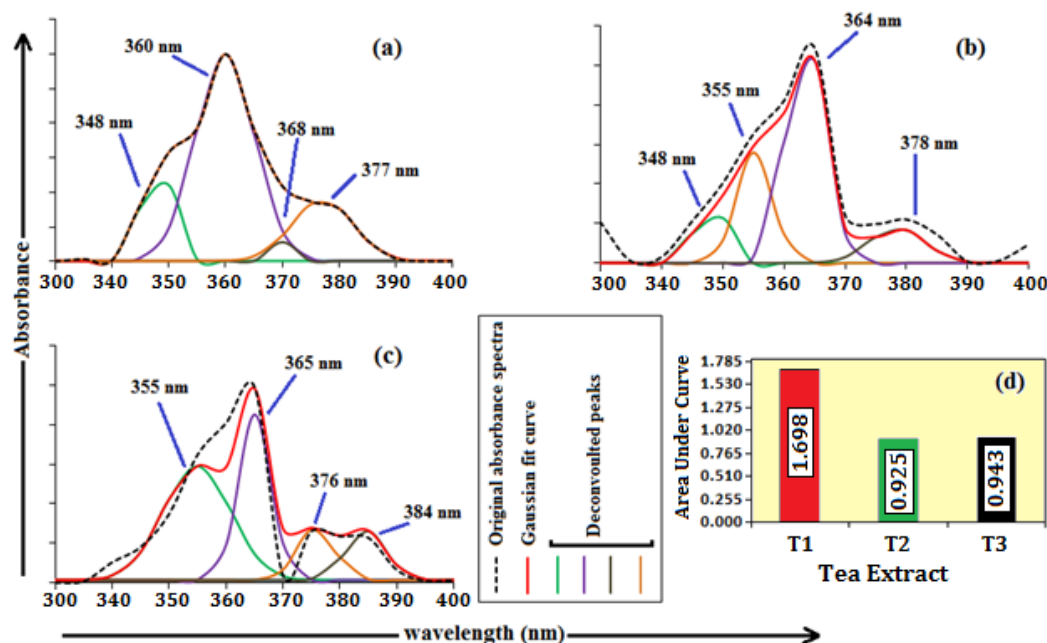 (a)
360 nm
348 nm
368 nm
377 nm
300 340 350 360 370 380 390 400
(b)
364 nm
355 nm
348 nm
378 nm
330 340 350 360 370 380 390 400
Absorbance
(c)
365 nm
355 nm
376 nm
384 nm
300 340 350 360 370 380 390 400
Original absorbance spectra
Gaussian fit curve
Deconvoulted peaks
(d)
Area Under Curve
1.785
1.530
1.275
1.020
0.765
0.510
0.255
0.000
1.698
0.925
0.943
T1 T2 T3
Tea Extract
wavelength (nm)